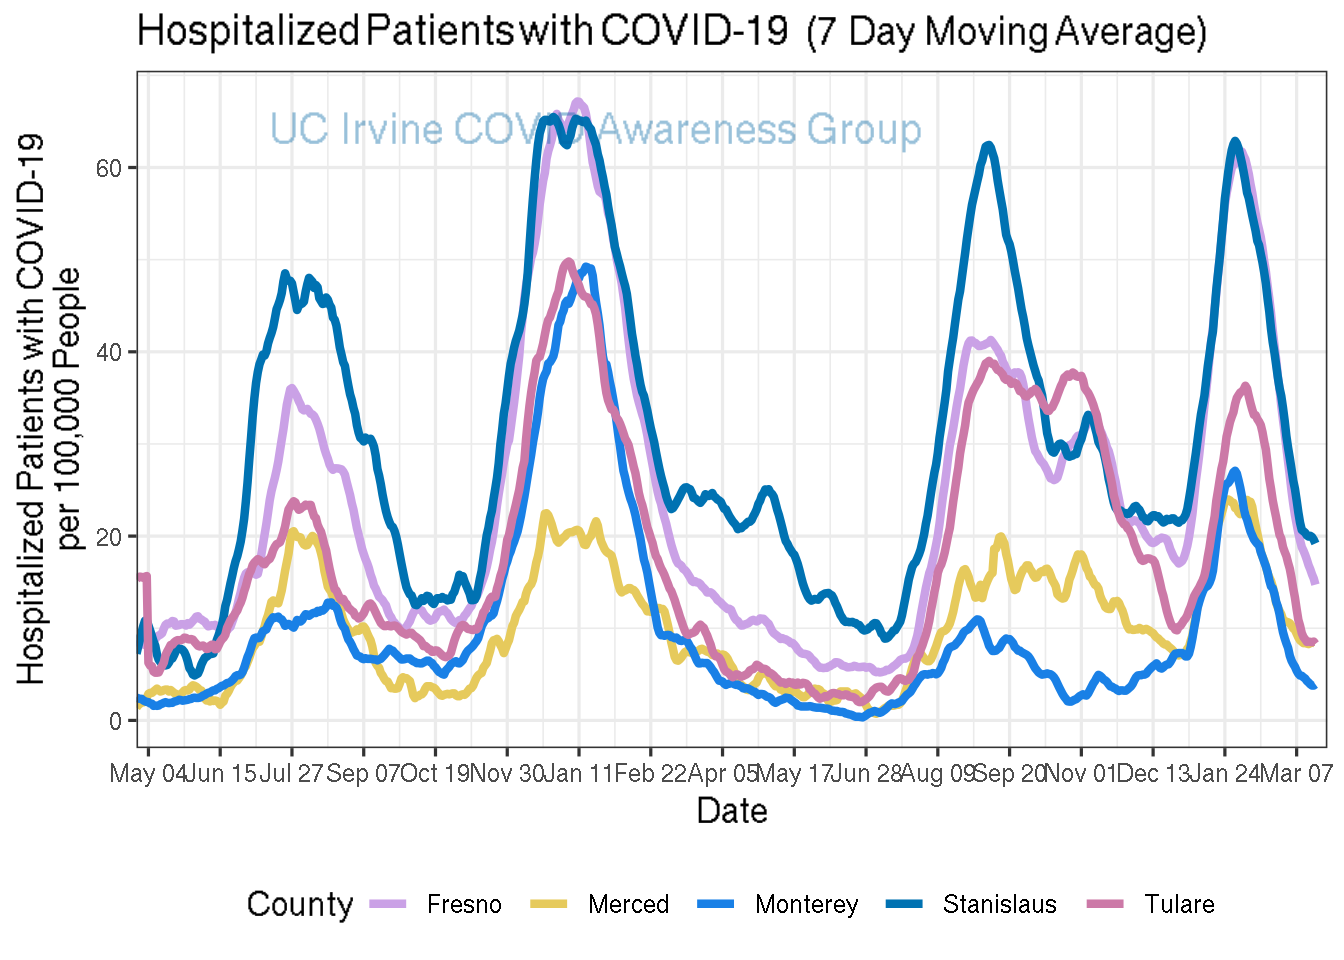 Hospitalized Patients with COVID-19 (7 Day Moving Average)
UC Irvine COVID Awareness Group
Hospitalized Patients with COVID-19
per 100,000 People
60
40
20
0
May 04 Jun 15 Jul 27 Sep 07 Oct 19 Nov 30 Jan 11 Feb 22 Apr 05 May 17 Jun 28 Aug 09 Sep 20 Nov 01 Dec 13 Jan 24 Mar 07
Date
County Fresno Merced Monterey Stanislaus Tulare